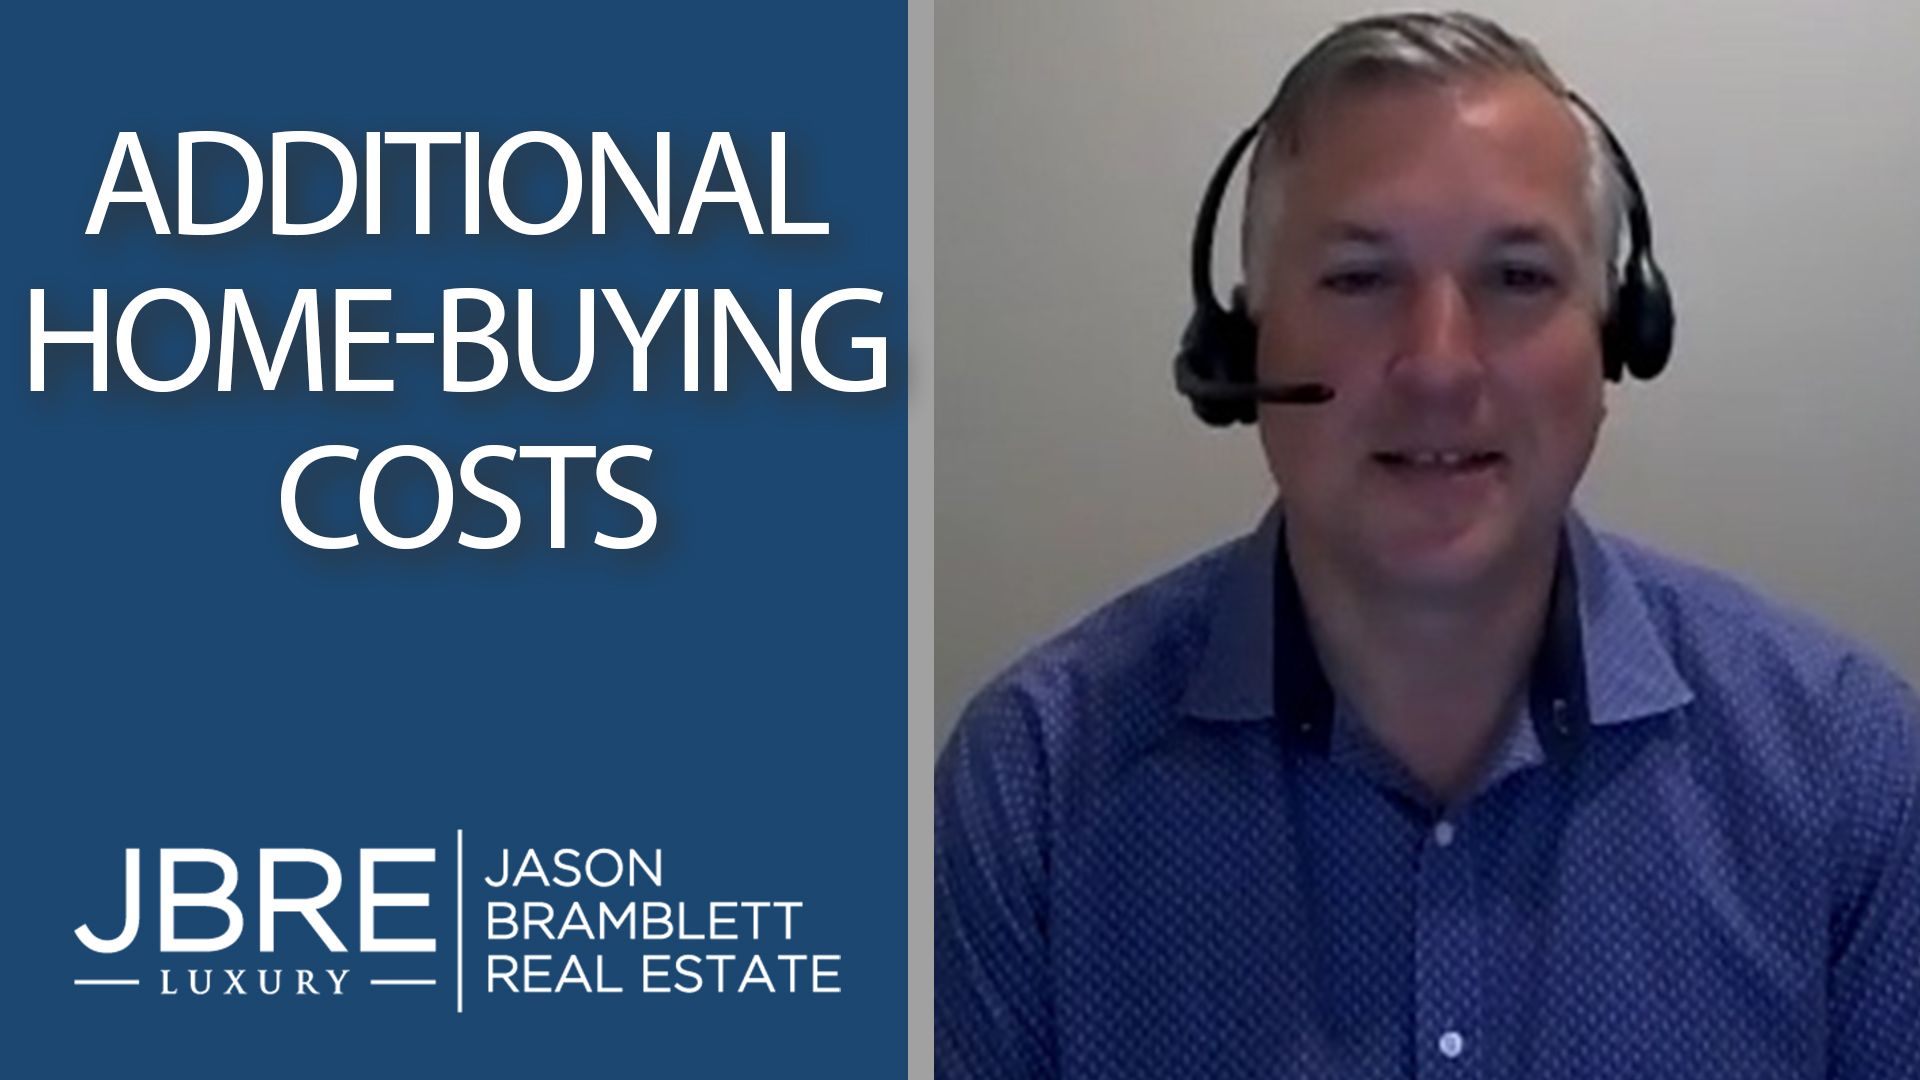 ADDITIONAL
HOME-BUYING
COSTS
JBRE
LUXURY
JASON
BRAMBLETT
REAL ESTATE